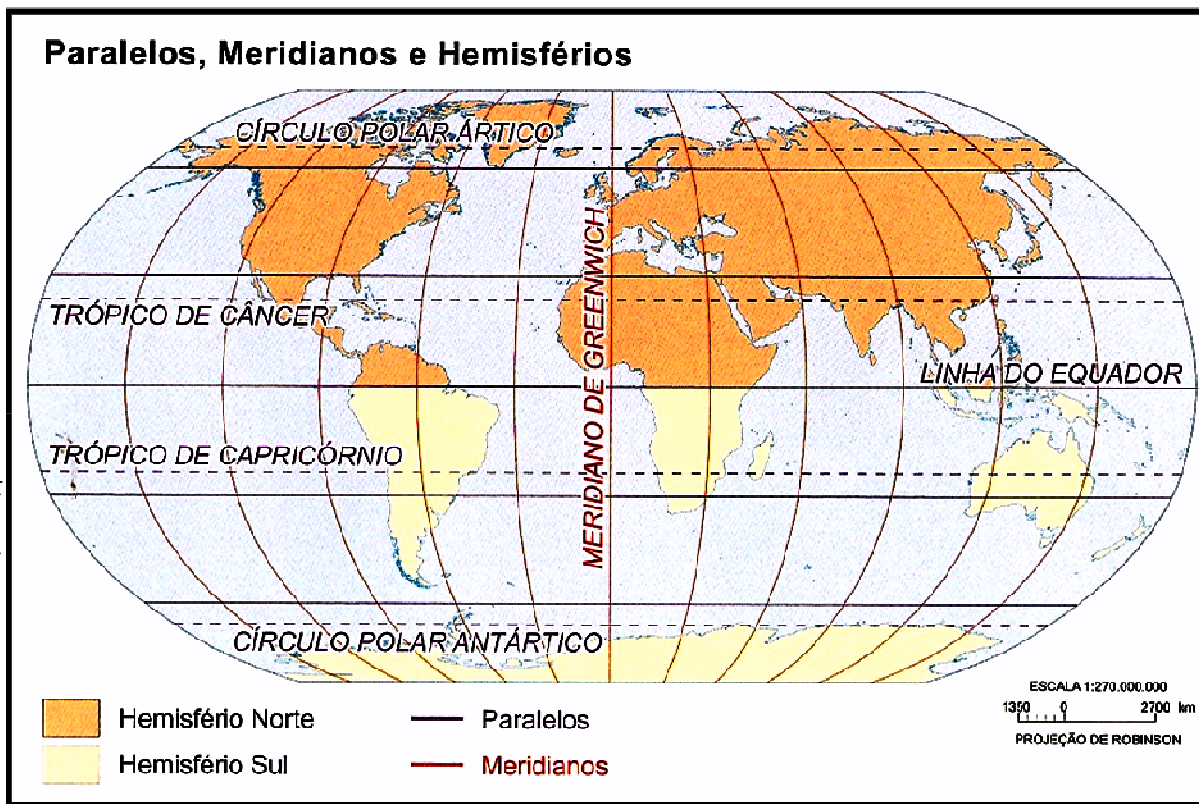 Paralelos, Meridianos e Hemisférios
CÍRCULO POLAR ÁRTICO
TRÓPICO DE CÂNCER
MERIDIANO DE GREENWICH
LINHA DO EQUADOR
TRÓPICO DE CAPRICÓRNIO
CÍRCULO POLAR ANTÁRTICO
Hemisfério Norte
Paralelos
Hemisfério Sul
Meridianos
ESCALA 1:270.000.000
1350 0 2700 km
PROJEÇÃO DE ROBINSON